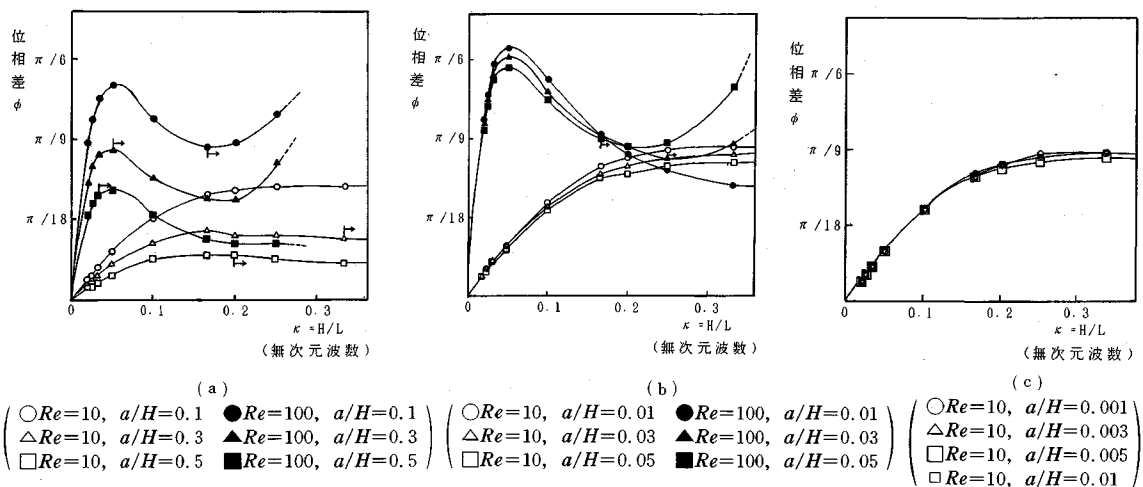 位相差φ
π/6
π/9
π/18
0.1
0.2
0.3
κ=H/L
(無次元波数)
(a)
○Re=10, a/H=0.1 ●Re=100, a/H=0.1
△Re=10, a/H=0.3 ▲Re=100, a/H=0.3
□Re=10, a/H=0.5 ■Re=100, a/H=0.5
位相差φ
π/6
π/9
π/18
0.1
0.2
0.3
κ=H/L
(無次元波数)
(b)
○Re=10, a/H=0.01 ●Re=100, a/H=0.01
△Re=10, a/H=0.03 ▲Re=100, a/H=0.03
□Re=10, a/H=0.05 ■Re=100, a/H=0.05
位相差φ
π/6
π/9
π/18
0.1
0.2
0.3
κ=H/L
(無次元波数)
(c)
○Re=10, a/H=0.001
△Re=10, a/H=0.003
□Re=10, a/H=0.005
□Re=10, a/H=0.01